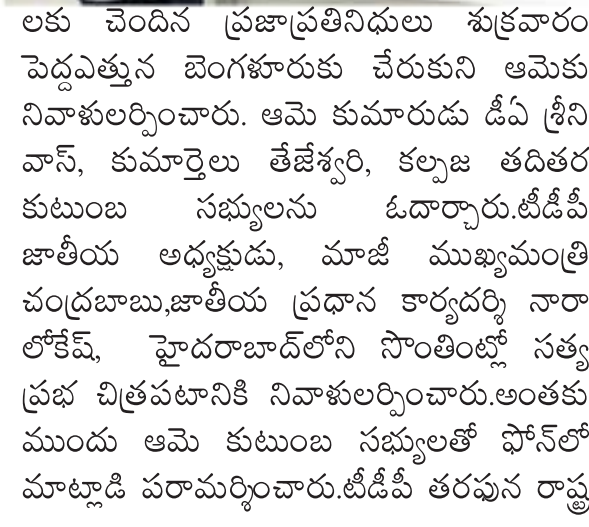 లకు చెందిన ప్రజాప్రతినిధులు శుక్రవారం
పెద్దఎత్తున బెంగళూరుకు చేరుకుని ఆమెకు
నివాళులర్పించారు. ఆమె కుమారుడు డీఏ శ్రీని
వాస్, కుమార్తెలు తేజేశ్వరి, కల్పజ తదితర
కుటుంబ సభ్యులను ఓదార్చారు.టీడీపీ
జాతీయ అధ్యక్షుడు, మాజీ ముఖ్యమంత్రి
చంద్రబాబు,జాతీయ ప్రధాన కార్యదర్శి నారా
లోకేష్, హైదరాబాద్‌లోని సొంతింట్లో సత్య
ప్రభ చిత్రపటానికి నివాళులర్పించారు.అంతకు
ముందు ఆమె కుటుంబ సభ్యులతో ఫోన్‌లో
మాట్లాడి పరామర్శించారు.టీడీపీ తరఫున రాష్ట్ర